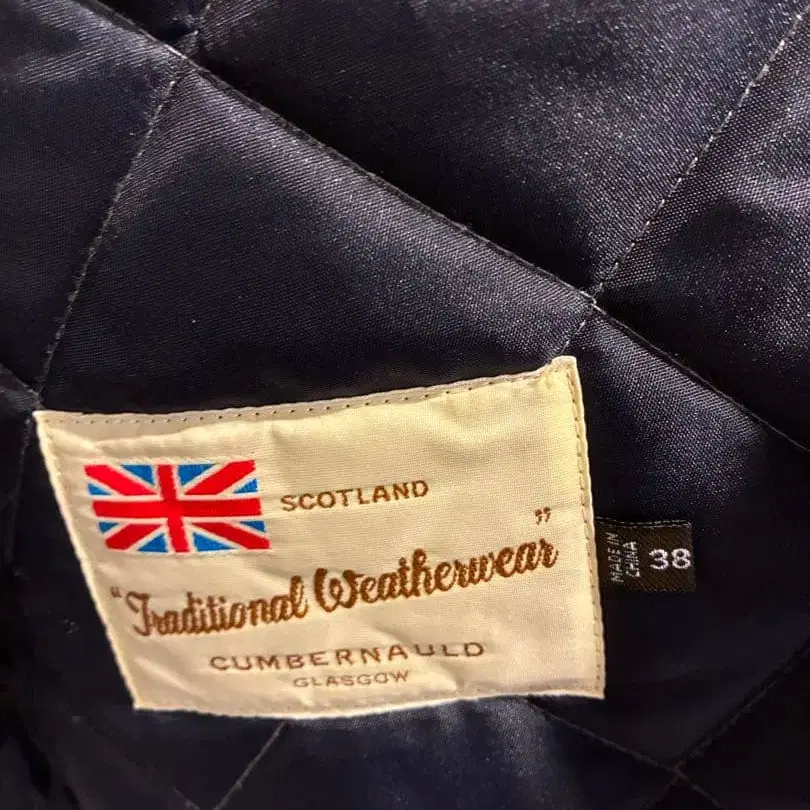 SCOTLAND
"Traditional Weatherwear"
CUMBERNAULD
GLASGOW
MADE IN
CHINA
38